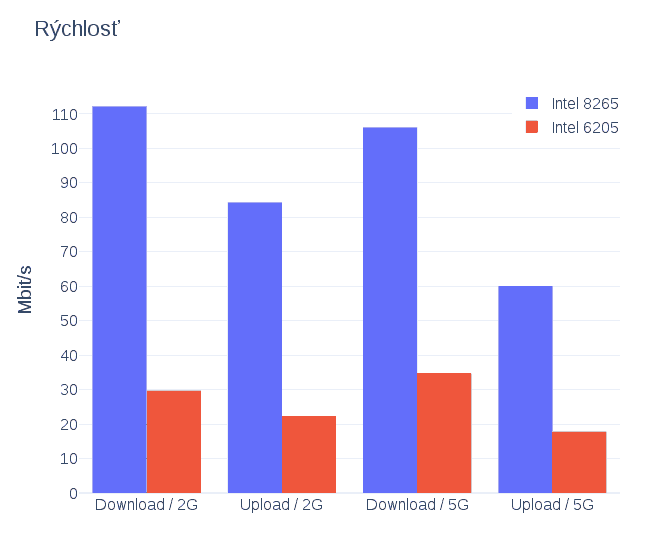 Rýchlosť
Intel 8265
Intel 6205
110
100
90
80
70
60
50
40
30
20
10
0
Mbit/s
Download / 2G
Upload / 2G
Download / 5G
Upload / 5G